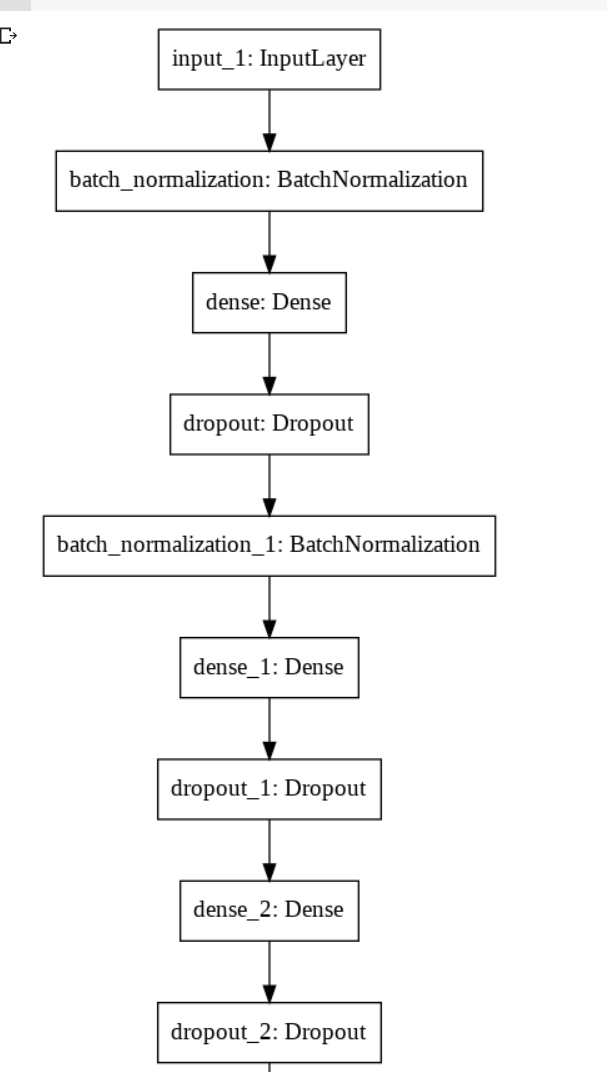 input_1: InputLayer
batch_normalization: BatchNormalization
dense: Dense
dropout: Dropout
batch_normalization_1: BatchNormalization
dense_1: Dense
dropout_1: Dropout
dense_2: Dense
dropout_2: Dropout